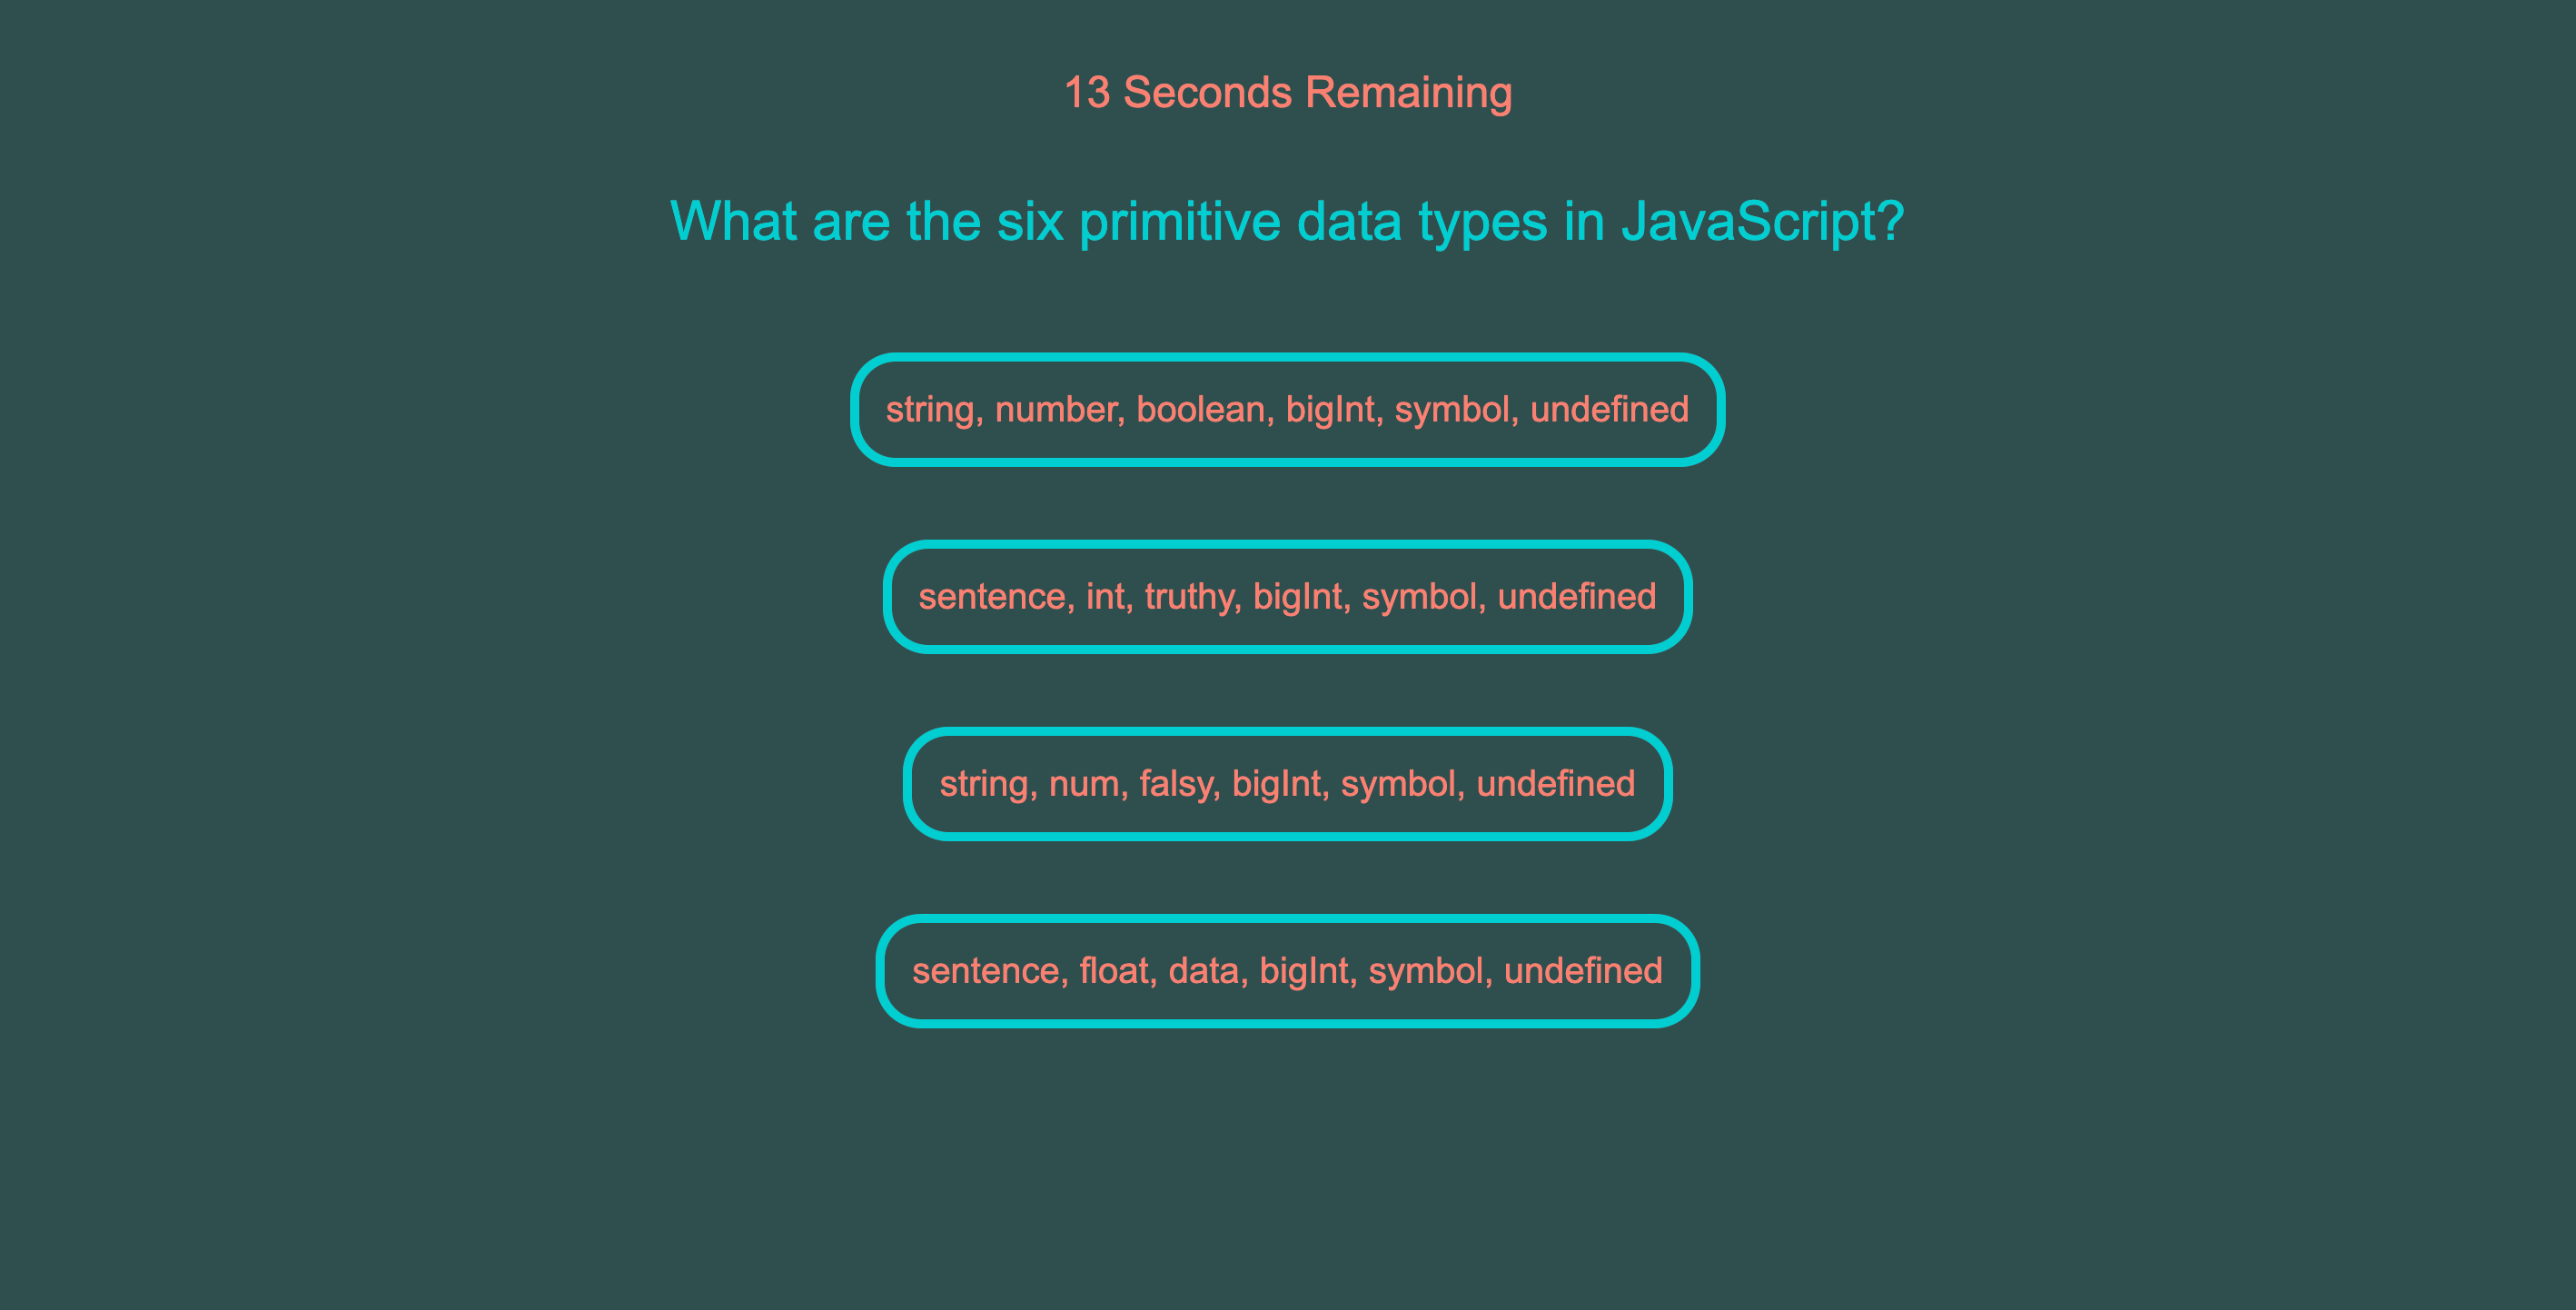 13 Seconds Remaining
What are the six primitive data types in JavaScript?
string, number, boolean, bigInt, symbol, undefined
sentence, int, truthy, bigInt, symbol, undefined
string, num, falsy, bigInt, symbol, undefined
sentence, float, data, bigInt, symbol, undefined